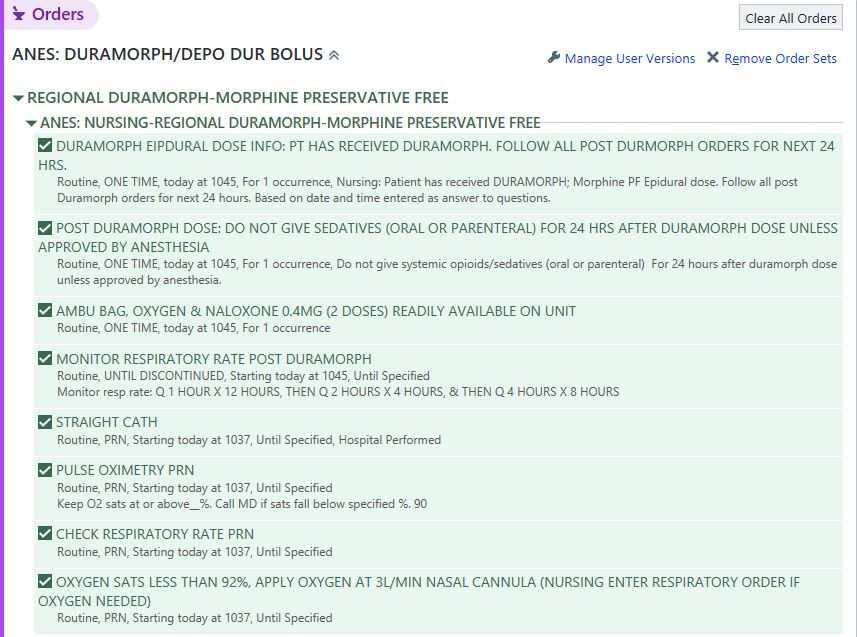 Orders
Clear All Orders
ANES: DURAMORPH/DEPO DUR BOLUS
Manage User Versions
Remove Order Sets
REGIONAL DURAMORPH-MORPHINE PRESERVATIVE FREE
ANES: NURSING-REGIONAL DURAMORPH-MORPHINE PRESERVATIVE FREE
DURAMORPH EIPDURAL DOSE INFO: PT HAS RECEIVED DURAMORPH. FOLLOW ALL POST DURMORPH ORDERS FOR NEXT 24
HRS.
Routine, ONE TIME, today at 1045, For 1 occurrence, Nursing: Patient has received DURAMORPH; Morphine PF Epidural dose. Follow all post
Duramorph orders for next 24 hours. Based on date and time entered as answer to questions.
POST DURAMORPH DOSE: DO NOT GIVE SEDATIVES (ORAL OR PARENTERAL) FOR 24 HRS AFTER DURAMORPH DOSE UNLESS
APPROVED BY ANESTHESIA
Routine, ONE TIME, today at 1045, For 1 occurrence, Do not give systemic opioids/sedatives (oral or parenteral) For 24 hours after duramorph dose
unless approved by anesthesia.
AMBU BAG, OXYGEN & NALOXONE 0.4MG (2 DOSES) READILY AVAILABLE ON UNIT
Routine, ONE TIME, today at 1045, For 1 occurrence
MONITOR RESPIRATORY RATE POST DURAMORPH
Routine, UNTIL DISCONTINUED, Starting today at 1045, Until Specified
Monitor resp rate: Q 1 HOUR X 12 HOURS, THEN Q 2 HOURS X 4 HOURS, & THEN Q 4 HOURS X 8 HOURS
STRAIGHT CATH
Routine, PRN, Starting today at 1037, Until Specified, Hospital Performed
PULSE OXIMETRY PRN
Routine, PRN, Starting today at 1037, Until Specified
Keep O2 sats at or above__%. Call MD if sats fall below specified %. 90
CHECK RESPIRATORY RATE PRN
Routine, PRN, Starting today at 1037, Until Specified
OXYGEN SATS LESS THAN 92%, APPLY OXYGEN AT 3L/MIN NASAL CANNULA (NURSING ENTER RESPIRATORY ORDER IF
OXYGEN NEEDED)
Routine, PRN, Starting today at 1037, Until Specified